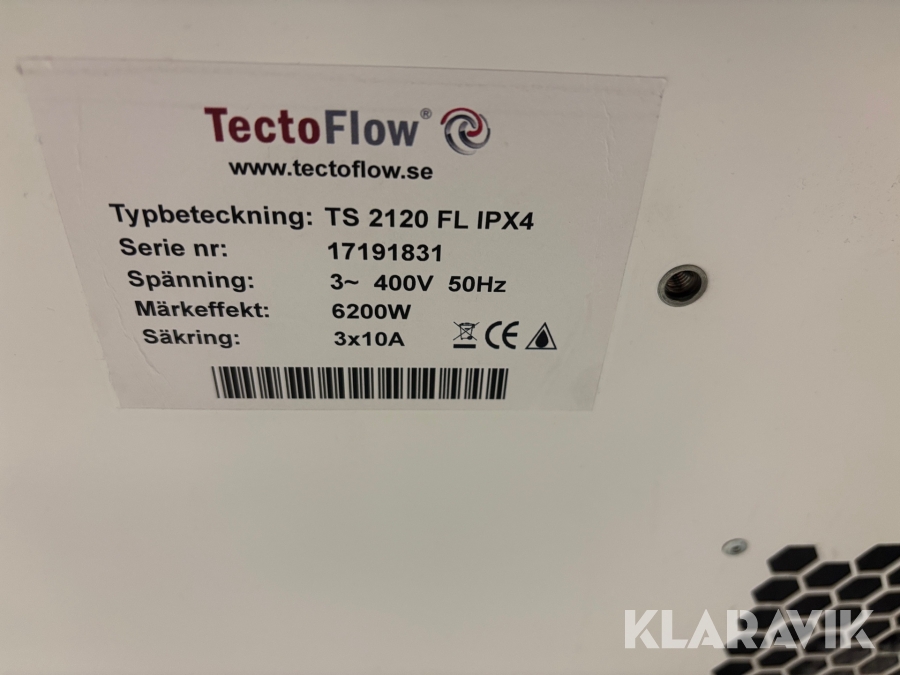 TectoFlow®
www.tectoflow.se
Typbeteckning: TS 2120 FL IPX4
Serie nr: 17191831
Spänning: 3~ 400V 50Hz
Märkeffekt: 6200W
Säkring: 3x10A CE
KLARAVIK